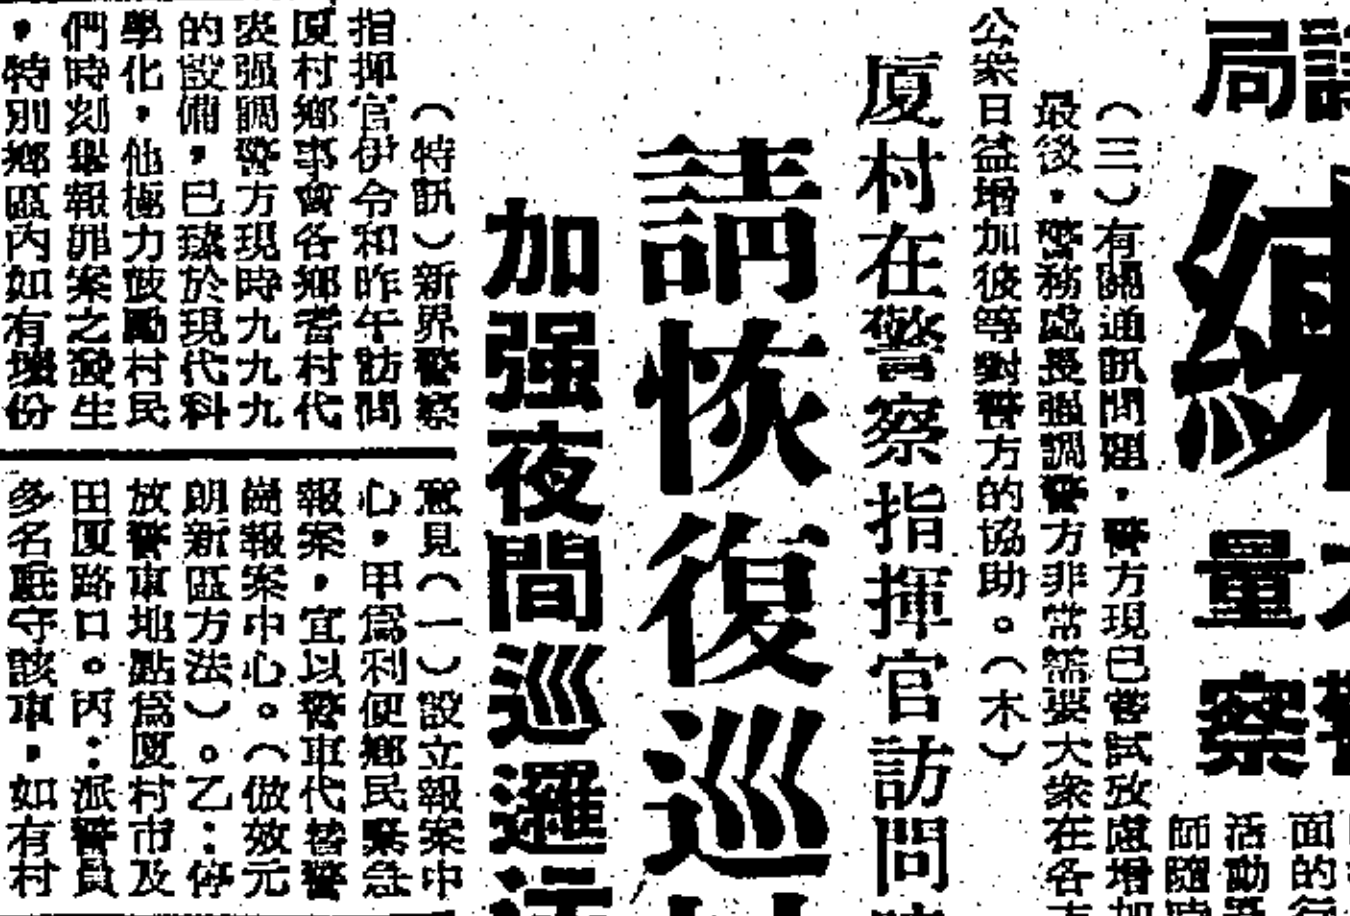 局
練
量
察
面的
活動
師隨
（三）有關通訊問題，警方現已嘗試放處增加
最後，警務處長強調警方非常需要大衆在各方
公衆日益增加彼等對警方的協助。（木）
厦村在警察指揮官訪問
請恢復巡
加强夜間巡邏
（特訊）新界警察
指揮官伊令和昨午訪問
厦村鄉事會各鄉耆村代
表强調警方現時九九九
的設備，已臻於現代科
學化，他極力鼓勵村民
們時刻舉報罪案之發生
，特別鄉區內如有壞份
意見（一）設立報案中
心，甲爲利便鄉民緊急
報案，宜以警車代替警
崗報案中心。（倣效元
朗新區方法）。乙：停
放警車地點爲厦村市及
田厦路口。丙：派警員
多名駐守該車，如有村